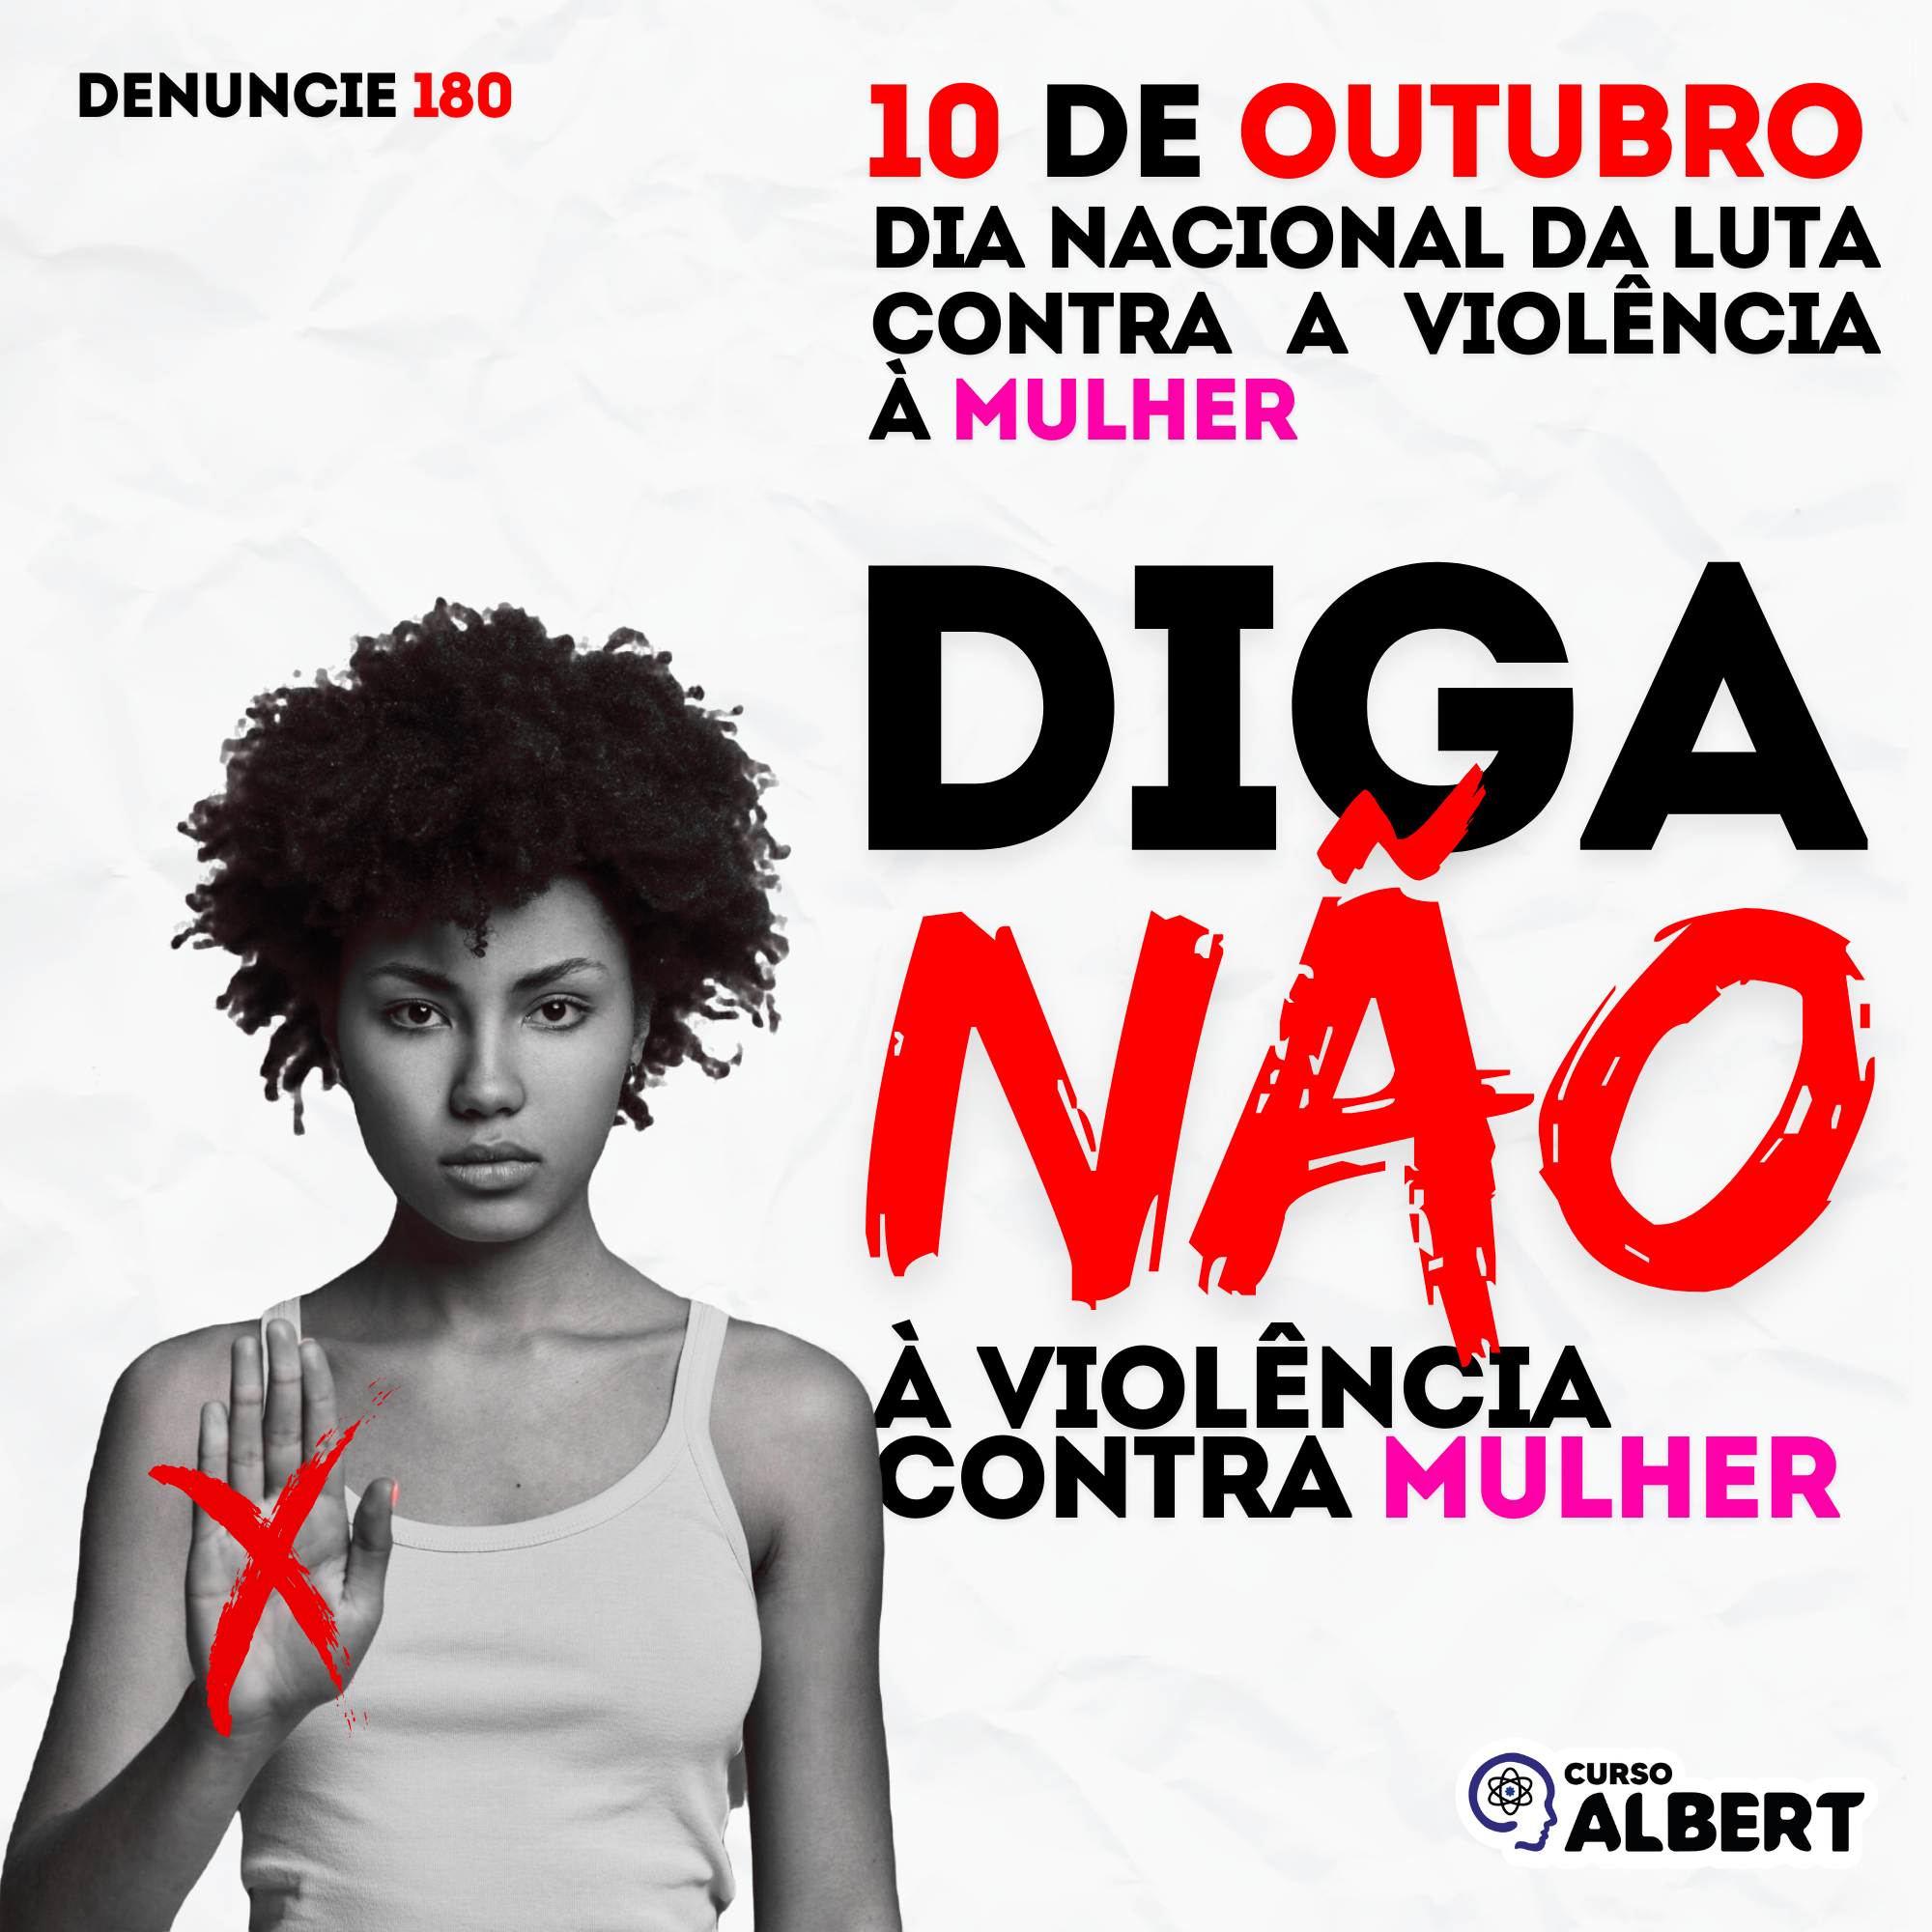 DENUNCIE 180
10 DE OUTUBRO
DIA NACIONAL DA LUTA
CONTRA A VIOLÊNCIA
À MULHER
DIGA
NÃO
À VIOLÊNCIA
CONTRA MULHER
CURSO
ALBERT